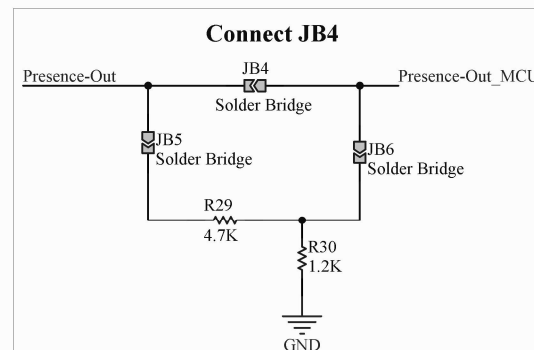 Connect JB4
JB4
Presence-Out
Presence-Out_MCU
Solder Bridge
JB5
Solder Bridge
JB6
Solder Bridge
R29
4.7K
R30
1.2K
GND